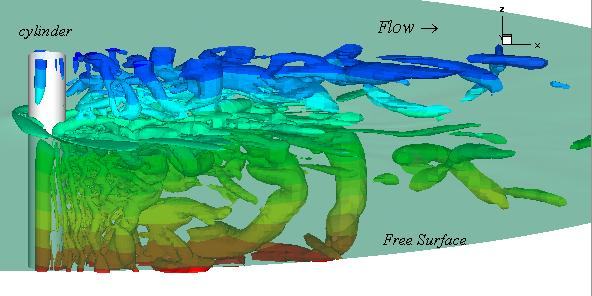 z
Flow →
cylinder
x
Free Surface